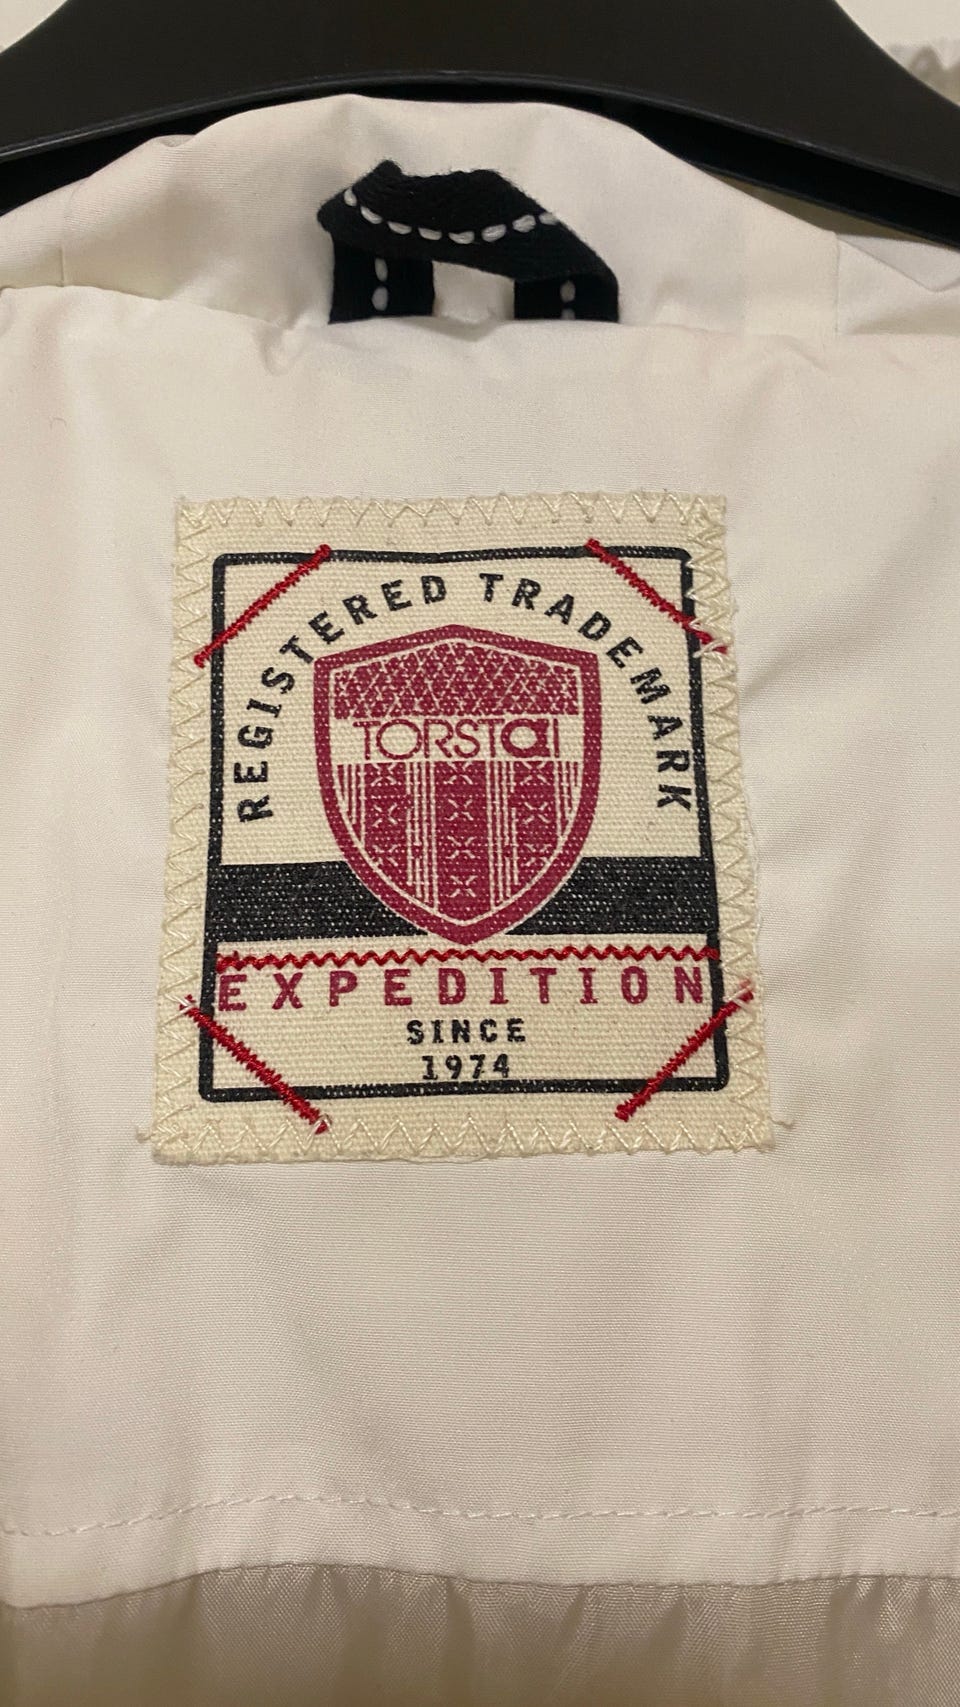 REGISTERED TRADEMARK
TORSTAI
EXPEDITION
SINCE
1974